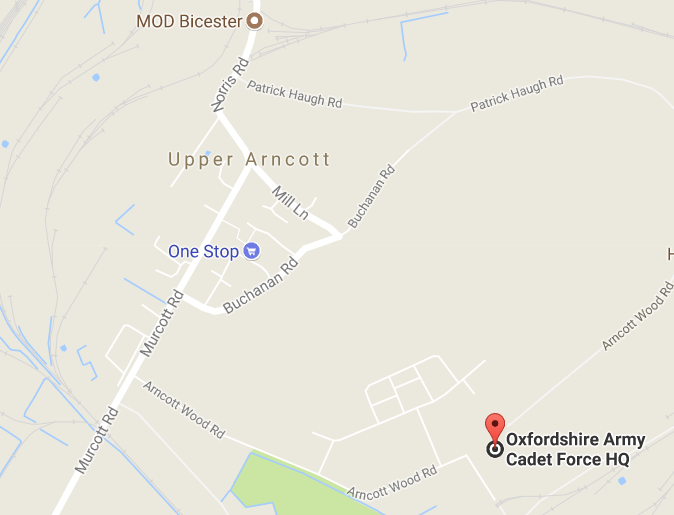 MOD Bicester
Norris Rd
Patrick Haugh Rd
Patrick Haugh Rd
Upper Arncott
Mill Ln
Buchanan Rd
One Stop
H
Buchanan Rd
Murcott Rd
Arncott Wood Rd
Arncott Wood Rd
Murcott Rd
Oxfordshire Army
Cadet Force HQ
Arncott Wood Rd